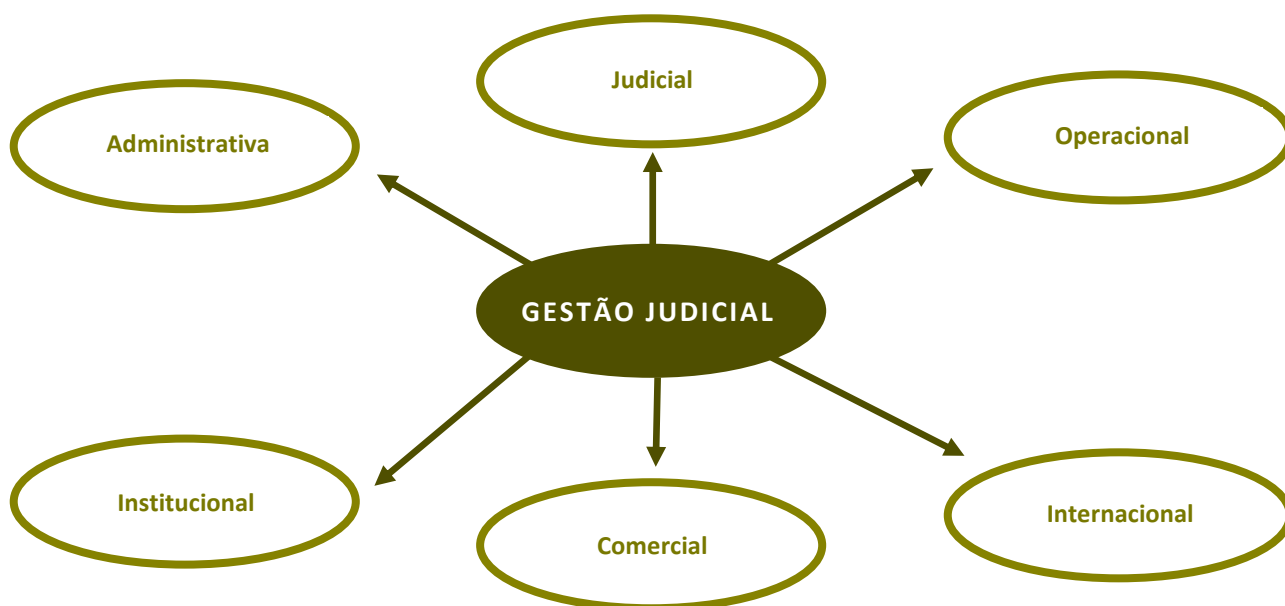 Judicial
Administrativa
Operacional
GESTÃO JUDICIAL
Institucional
Comercial
Internacional